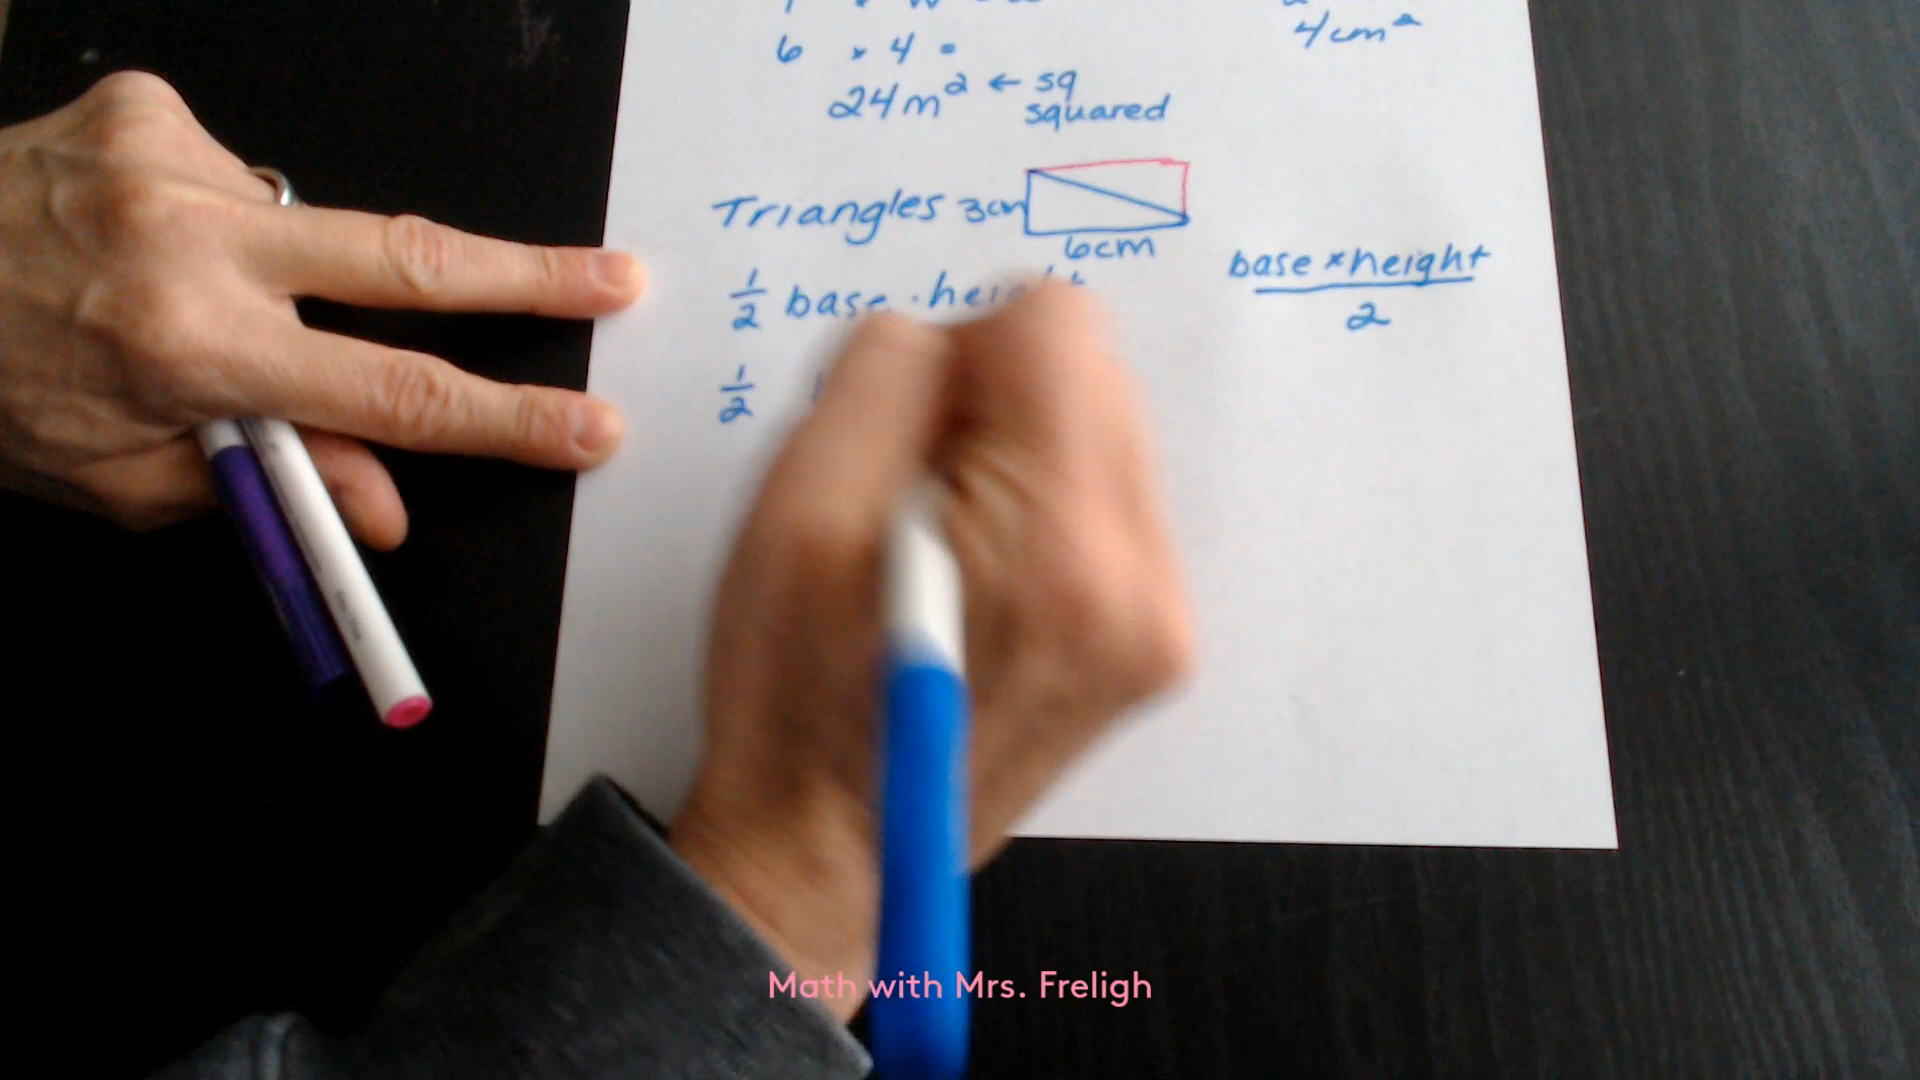 6 × 4 =
4cm²
24m² ← sq
squared
Triangles 3cm
6cm
base × height
2
1/2 base · height
1/2
Math with Mrs. Freligh